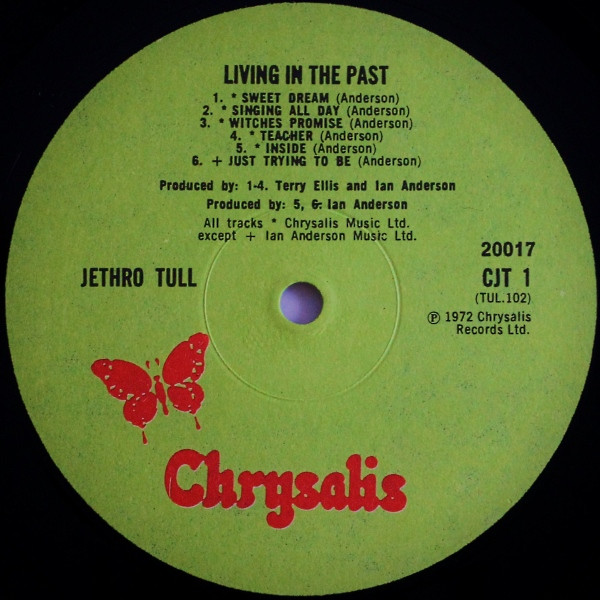 LIVING IN THE PAST
1. * SWEET DREAM (Anderson)
2. * SINGING ALL DAY (Anderson)
3. * WITCHES PROMISE (Anderson)
4. * TEACHER (Anderson)
5. * INSIDE (Anderson)
6. + JUST TRYING TO BE (Anderson)
Produced by: 1-4. Terry Ellis and Ian Anderson
Produced by: 5, 6. Ian Anderson
All tracks * Chrysalis Music Ltd.
except + Ian Anderson Music Ltd.
20017
JETHRO TULL
CJT 1
(TUL.102)
℗ 1972 Chrysalis
Records Ltd.
Chrysalis